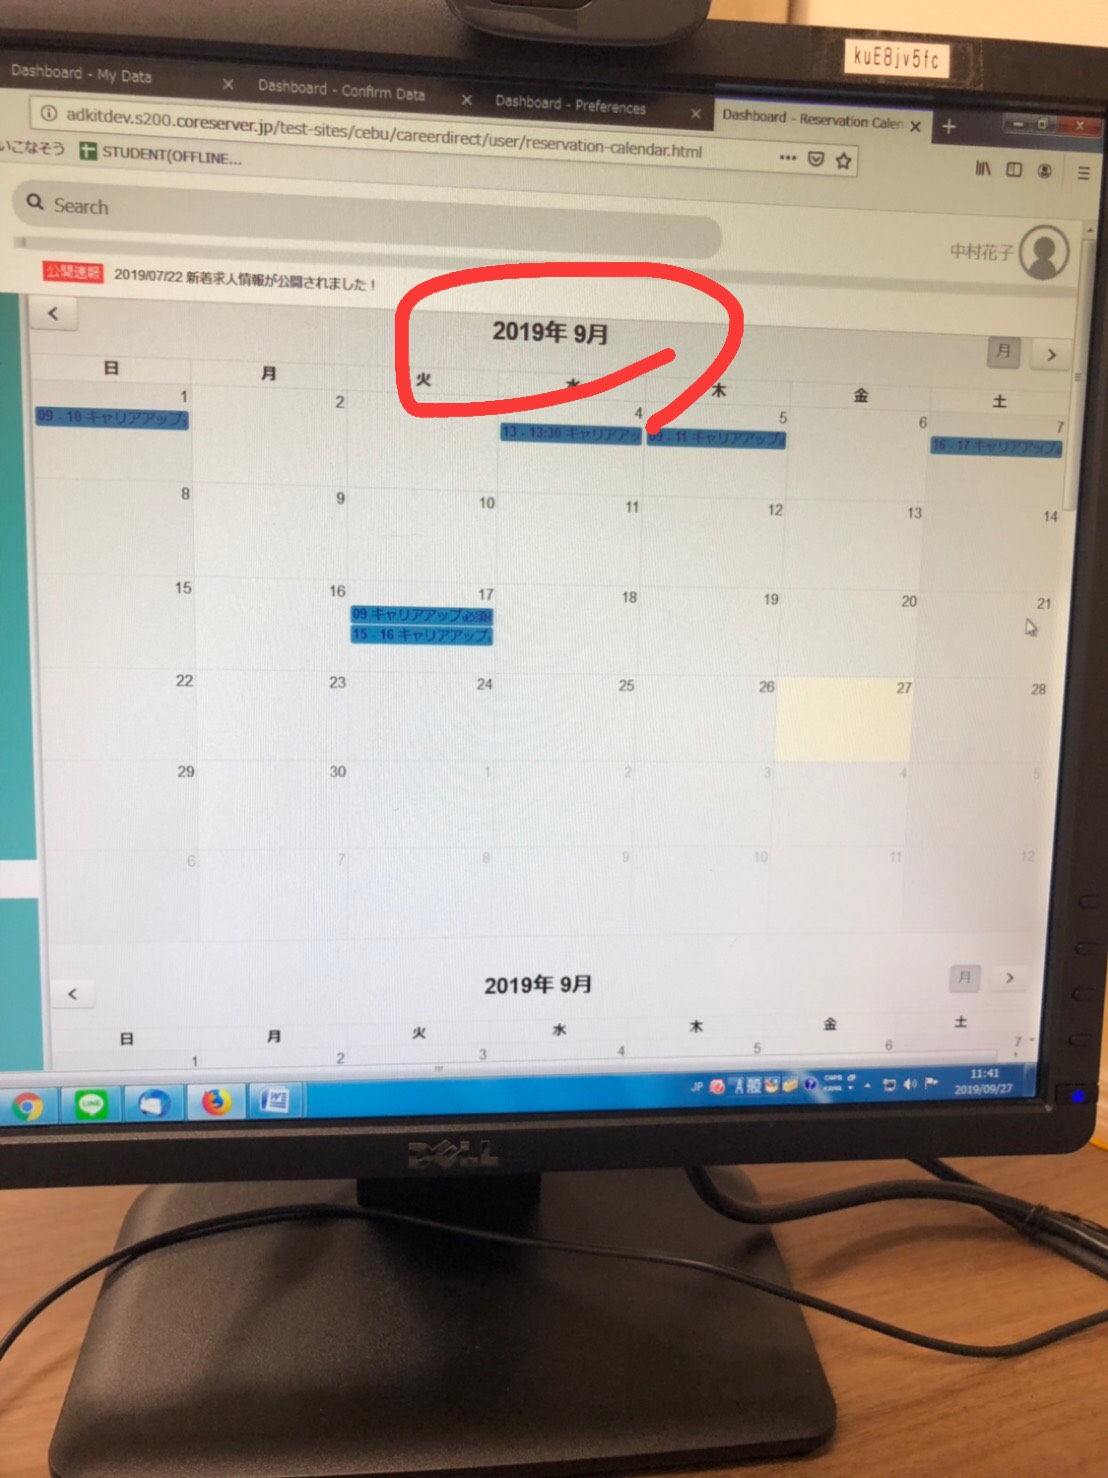 kuE8jv5fc
Dashboard - My Data
Dashboard - Confirm Data
Dashboard - Preferences
Dashboard - Reservation Calen
adkitdev.s200.coreserver.jp/test-sites/cebu/careerdirect/user/reservation-calendar.html
いこなそう STUDENT(OFFLINE...
Search
中村花子
公開速報 2019/07/22 新着求人情報が公開されました！
2019年 9月
月
日 月 火 水 木 金 土
1 2 4 5 6 7
09 - 10 キャリアアップ
13 - 13:30 キャリアアッ
09 - 11 キャリアアップ
16 - 17 キャリアアップ
8 9 10 11 12 13 14
15 16 17 18 19 20 21
09 キャリアアップ必須
15 - 16 キャリアアップ
22 23 24 25 26 27 28
29 30 1 2 3 4 5
6 7 8 9 10 11 12
2019年 9月
月
日 月 火 水 木 金 土
1 2 3 4 5 6 7
LINE
W
JP A 般 CAPS KANA
11:41
2019/09/27
DELL